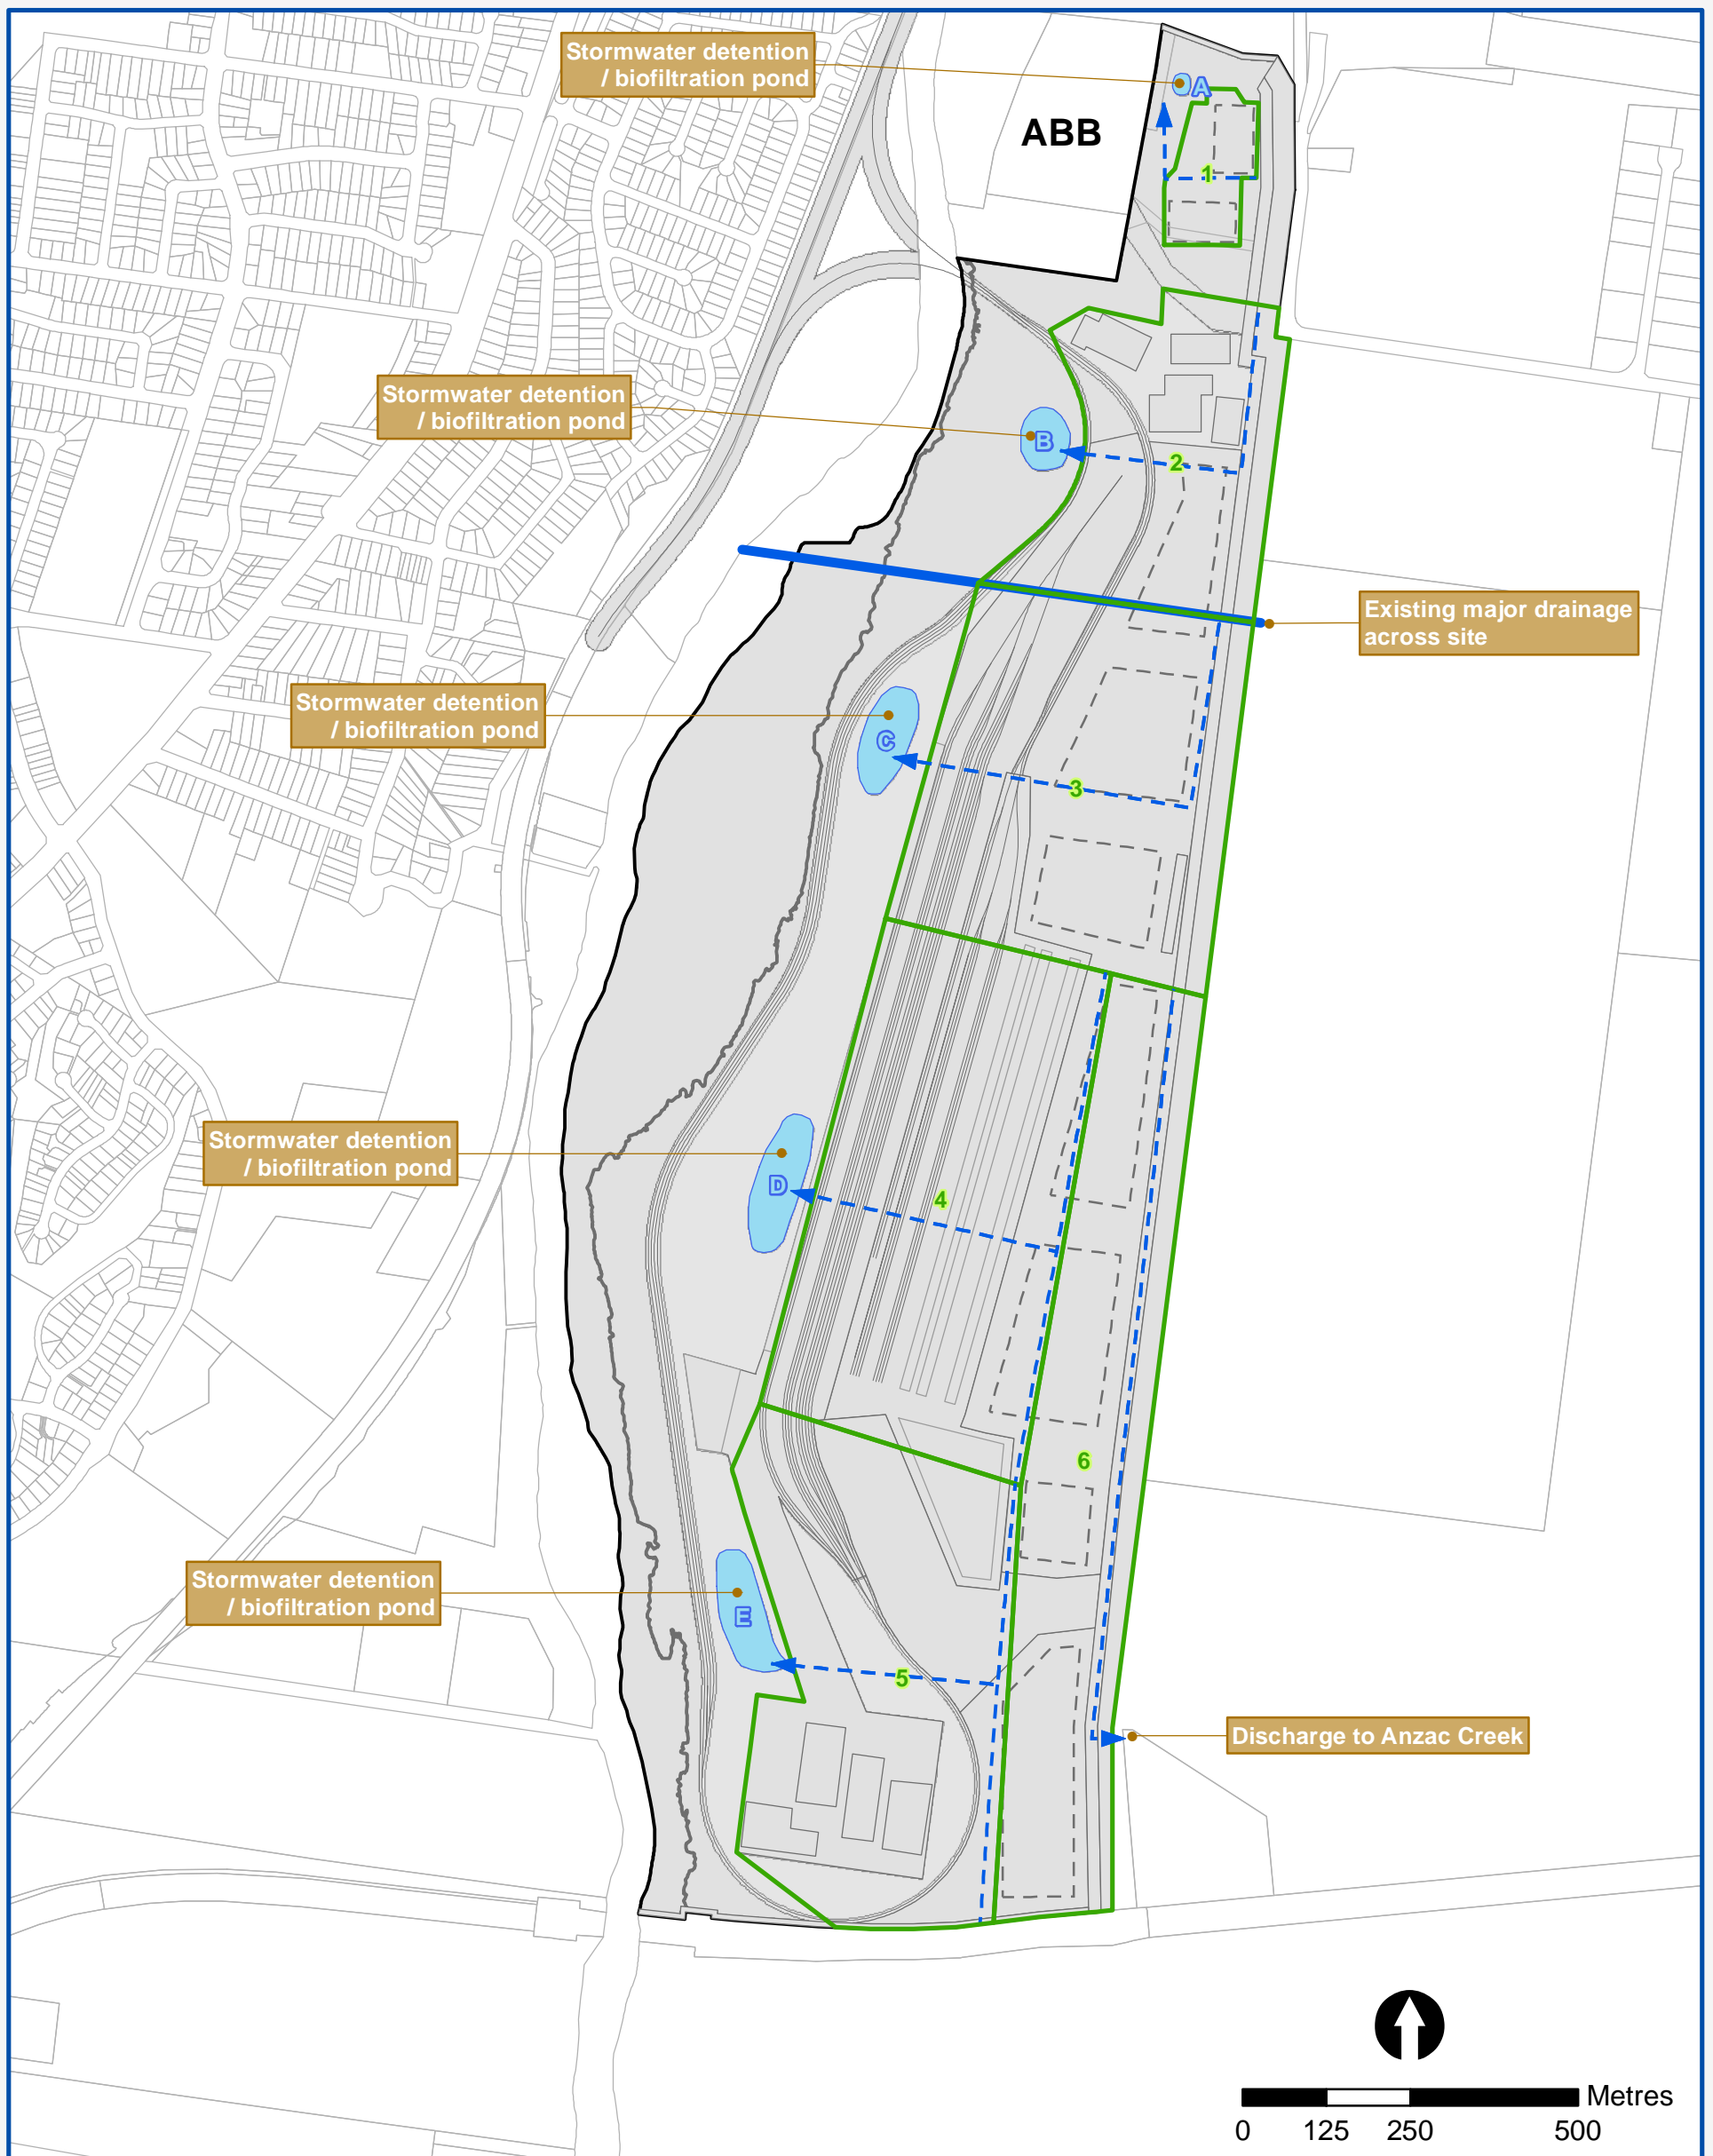 Stormwater detention
/ biofiltration pond
A
ABB
1
Stormwater detention
/ biofiltration pond
B
2
Existing major drainage
across site
Stormwater detention
/ biofiltration pond
C
3
Stormwater detention
/ biofiltration pond
D
4
6
Stormwater detention
/ biofiltration pond
E
5
Discharge to Anzac Creek
Metres
0 125 250 500